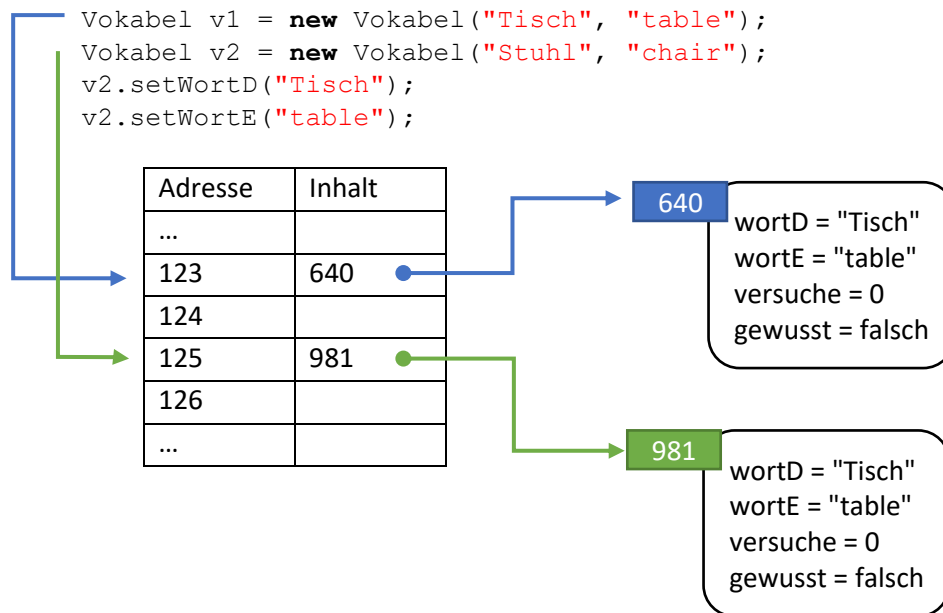 Vokabel v1 = new Vokabel("Tisch", "table");
Vokabel v2 = new Vokabel("Stuhl", "chair");
v2.setWortD("Tisch");
v2.setWortE("table");
Adresse Inhalt
...
123 640
124
125 981
126
...
640
wortD = "Tisch"
wortE = "table"
versuche = 0
gewusst = falsch
981
wortD = "Tisch"
wortE = "table"
versuche = 0
gewusst = falsch